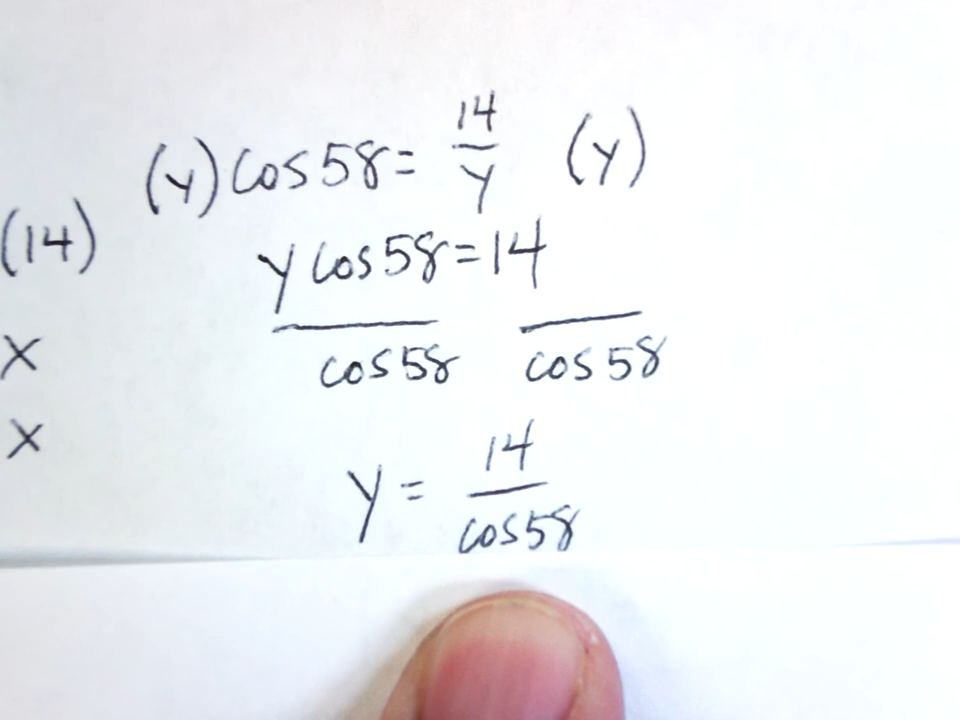 (y) cos 58 = 14/y (y)
(14)
y cos 58 = 14
x
cos 58 cos 58
x
y = 14/cos 58